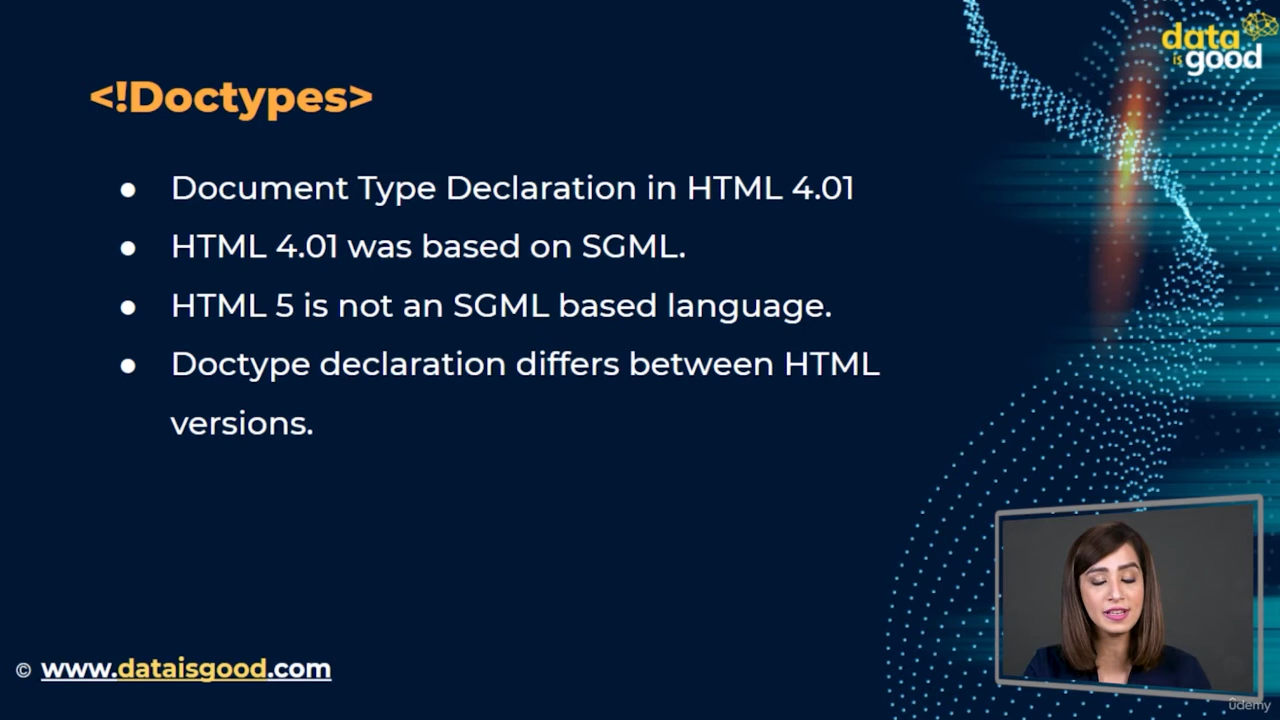 data
is good
<!Doctypes>
● Document Type Declaration in HTML 4.01
● HTML 4.01 was based on SGML.
● HTML 5 is not an SGML based language.
● Doctype declaration differs between HTML
versions.
© www.dataisgood.com
ûdemy